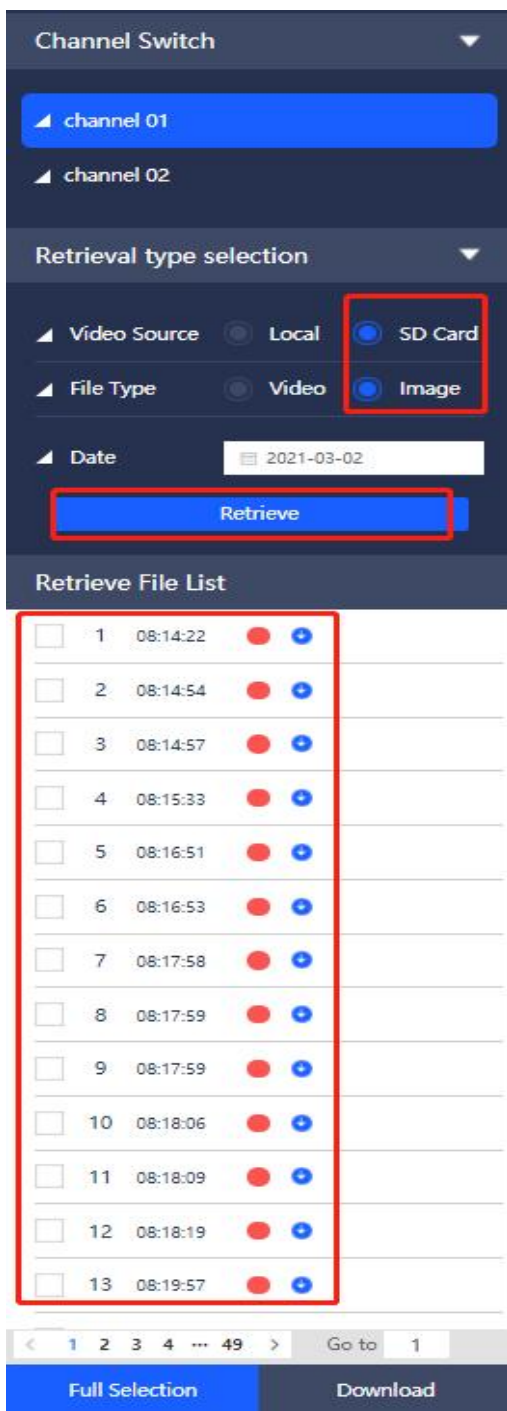 Channel Switch
channel 01
channel 02
Retrieval type selection
Video Source Local SD Card
File Type Video Image
Date 2021-03-02
Retrieve
Retrieve File List
1 08:14:22
2 08:14:54
3 08:14:57
4 08:15:33
5 08:16:51
6 08:16:53
7 08:17:58
8 08:17:59
9 08:17:59
10 08:18:06
11 08:18:09
12 08:18:19
13 08:19:57
< 1 2 3 4 ··· 49 > Go to 1
Full Selection Download